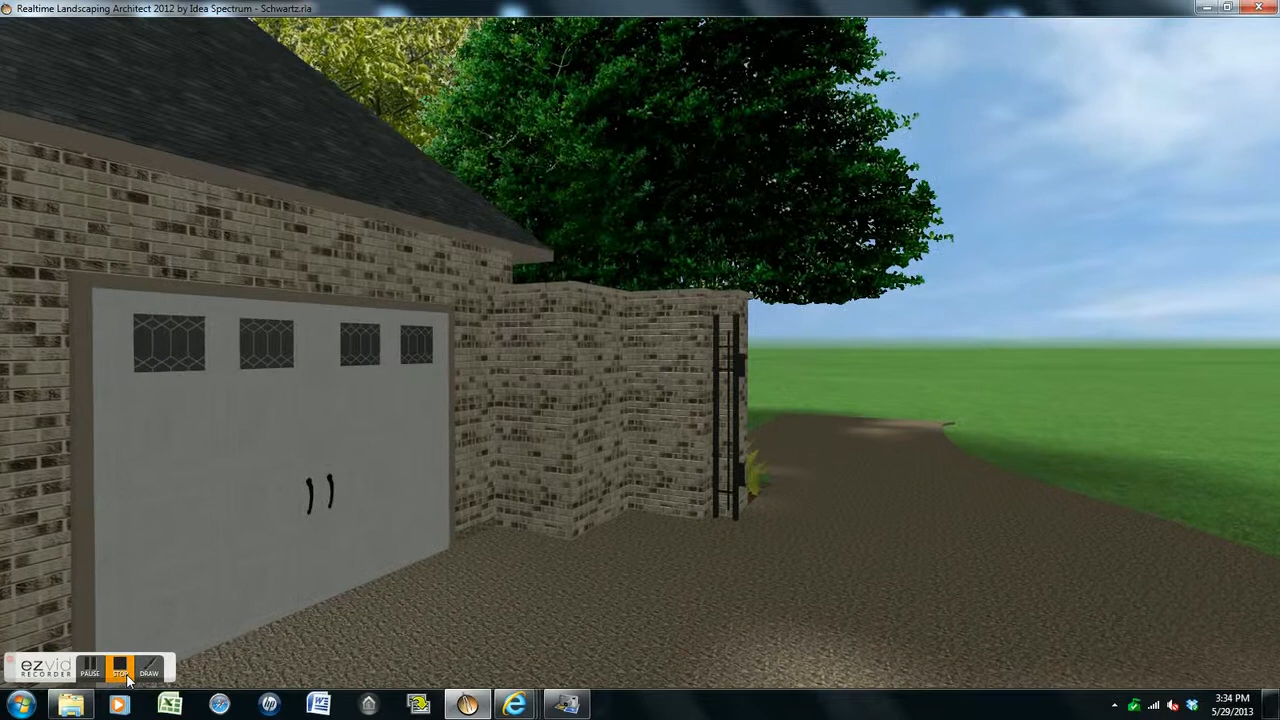 Realtime Landscaping Architect 2012 by Idea Spectrum - Schwartz.rla
ezvid
RECORDER
PAUSE
STOP
DRAW
3:34 PM
5/29/2013